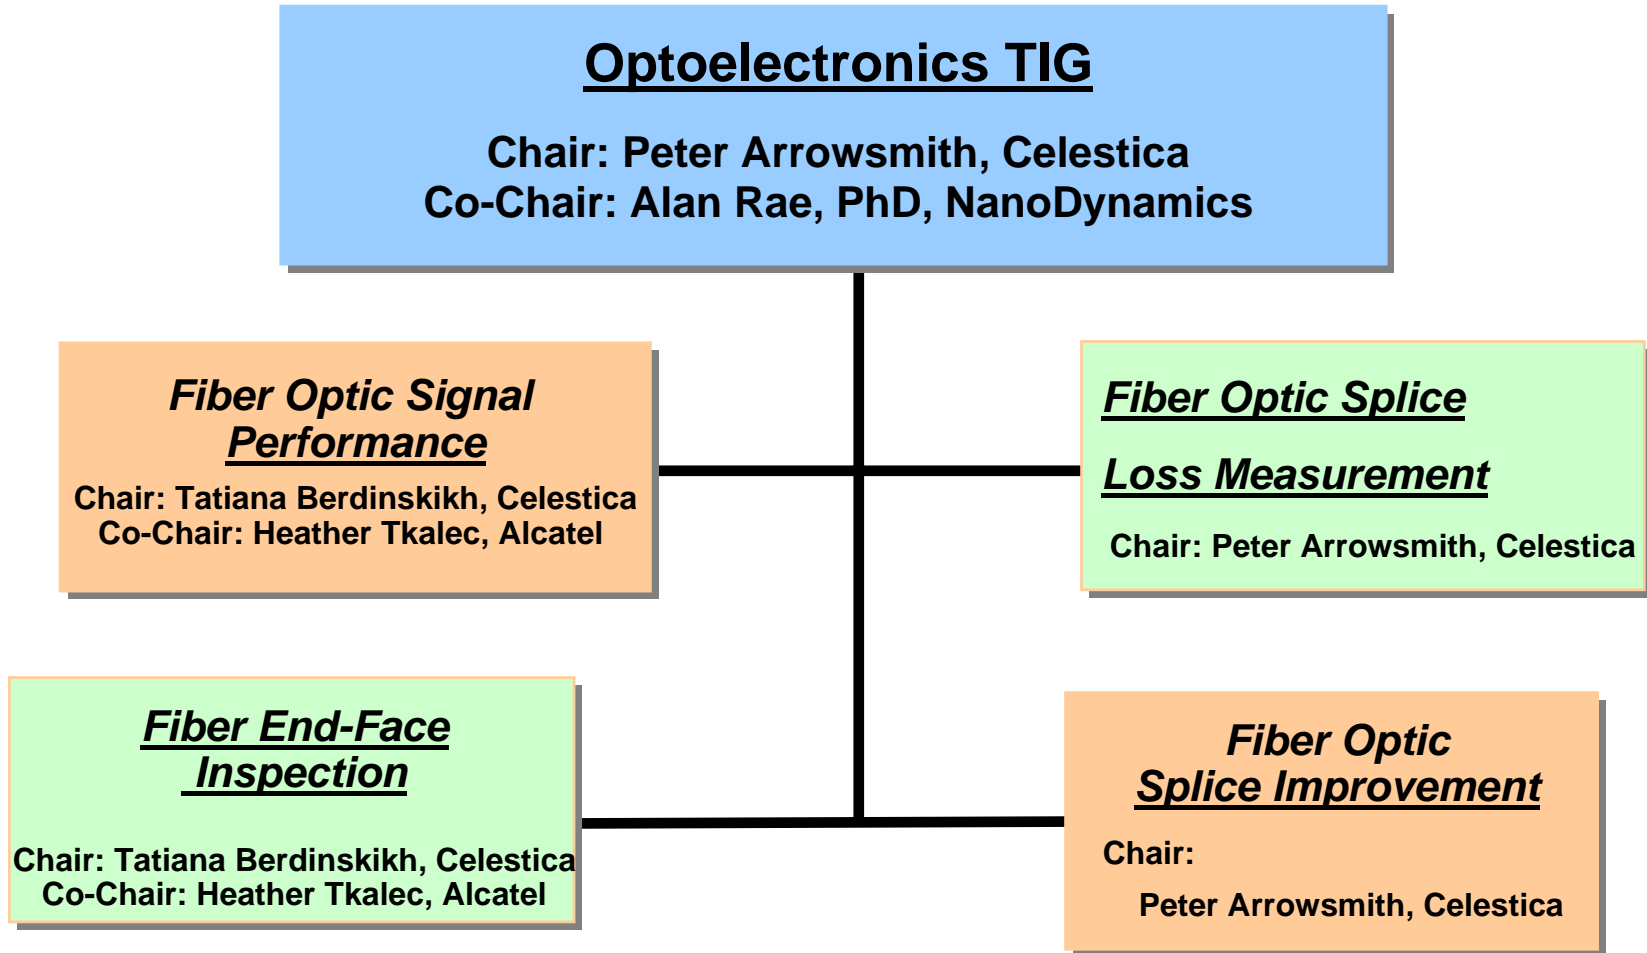 Optoelectronics TIG
Chair: Peter Arrowsmith, Celestica
Co-Chair: Alan Rae, PhD, NanoDynamics
Fiber Optic Signal
Performance
Chair: Tatiana Berdinskikh, Celestica
Co-Chair: Heather Tkalec, Alcatel
Fiber Optic Splice
Loss Measurement
Chair: Peter Arrowsmith, Celestica
Fiber End-Face
Inspection
Chair: Tatiana Berdinskikh, Celestica
Co-Chair: Heather Tkalec, Alcatel
Fiber Optic
Splice Improvement
Chair:
Peter Arrowsmith, Celestica